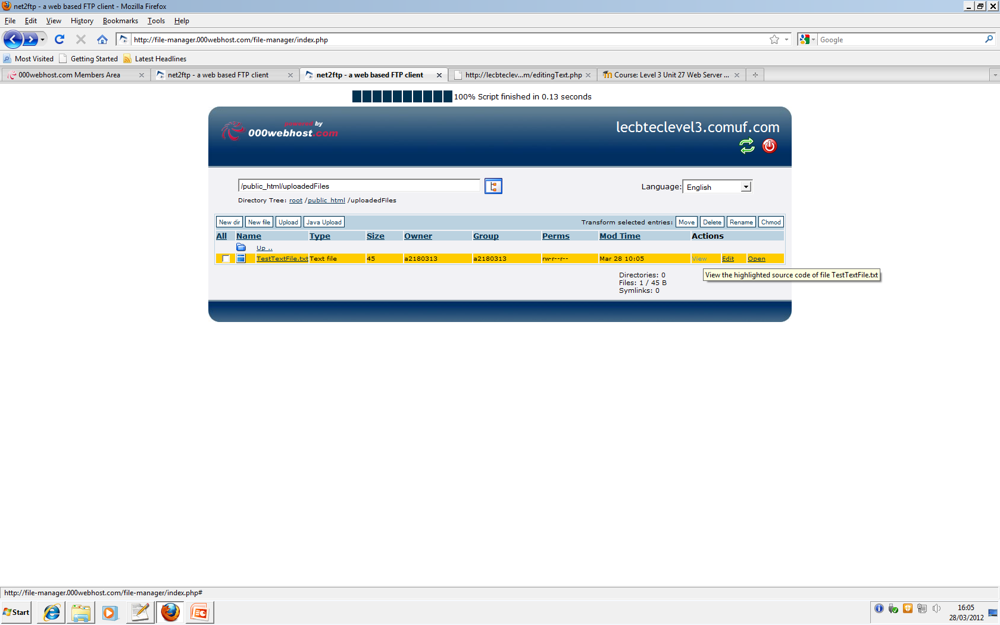 net2ftp - a web based FTP client - Mozilla Firefox
File Edit View History Bookmarks Tools Help
http://file-manager.000webhost.com/file-manager/index.php
Google
Most Visited Getting Started Latest Headlines
000webhost.com Members Area
net2ftp - a web based FTP client
net2ftp - a web based FTP client
http://lecbteclev...m/editingText.php
Course: Level 3 Unit 27 Web Server ...
100% Script finished in 0.13 seconds
powered by
000webhost.com
lecbteclevel3.comuf.com
/public_html/uploadedFiles
Language: English
Directory Tree: root /public_html /uploadedFiles
New dir New file Upload Java Upload Transform selected entries: Move Delete Rename Chmod
All Name Type Size Owner Group Perms Mod Time Actions
Up ..
TestTextFile.txt Text file 45 a2180313 a2180313 rw-r--r-- Mar 28 10:05 View Edit Open
Directories: 0
View the highlighted source code of file TestTextFile.txt
Files: 1 / 45 B
Symlinks: 0
http://file-manager.000webhost.com/file-manager/index.php#
Start
16:05
28/03/2012